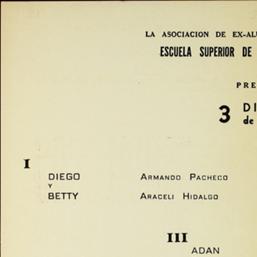 LA ASOCIACION DE EX-ALU
ESCUELA SUPERIOR DE
PRE
3 DI
de
I
DIEGO Armando Pacheco
Y
BETTY Araceli Hidalgo
III
ADAN